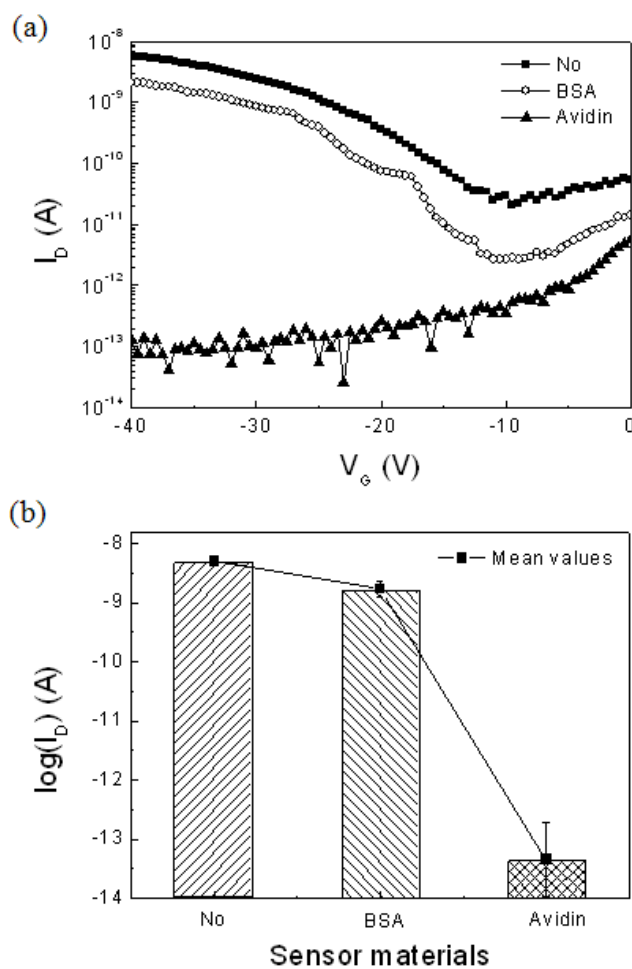 (a)
10⁻⁸
10⁻⁹
10⁻¹⁰
10⁻¹¹
10⁻¹²
10⁻¹³
10⁻¹⁴
I_D (A)
No
BSA
Avidin
-40
-30
-20
-10
0
V_G (V)
(b)
-8
-9
-10
-11
-12
-13
-14
log(I_D) (A)
Mean values
No
BSA
Avidin
Sensor materials